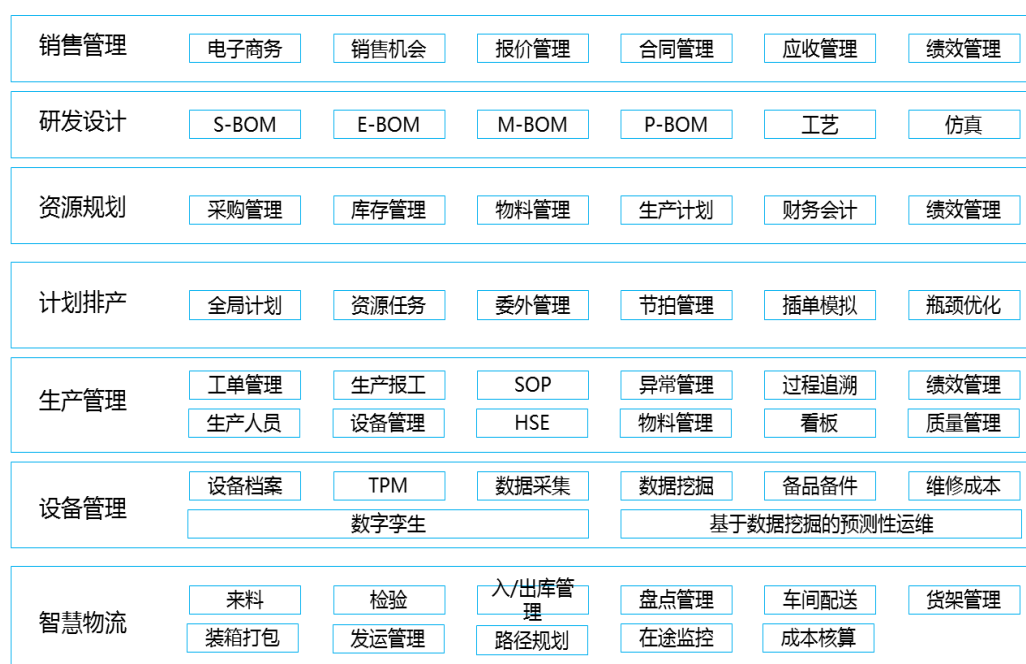 销售管理
电子商务 销售机会 报价管理 合同管理 应收管理 绩效管理
研发设计
S-BOM E-BOM M-BOM P-BOM 工艺 仿真
资源规划
采购管理 库存管理 物料管理 生产计划 财务会计 绩效管理
计划排产
全局计划 资源任务 委外管理 节拍管理 插单模拟 瓶颈优化
生产管理
工单管理 生产报工 SOP 异常管理 过程追溯 绩效管理
生产人员 设备管理 HSE 物料管理 看板 质量管理
设备管理
设备档案 TPM 数据采集 数据挖掘 备品备件 维修成本
数字孪生 基于数据挖掘的预测性运维
智慧物流
来料 检验 入/出库管理 盘点管理 车间配送 货架管理
装箱打包 发运管理 路径规划 在途监控 成本核算